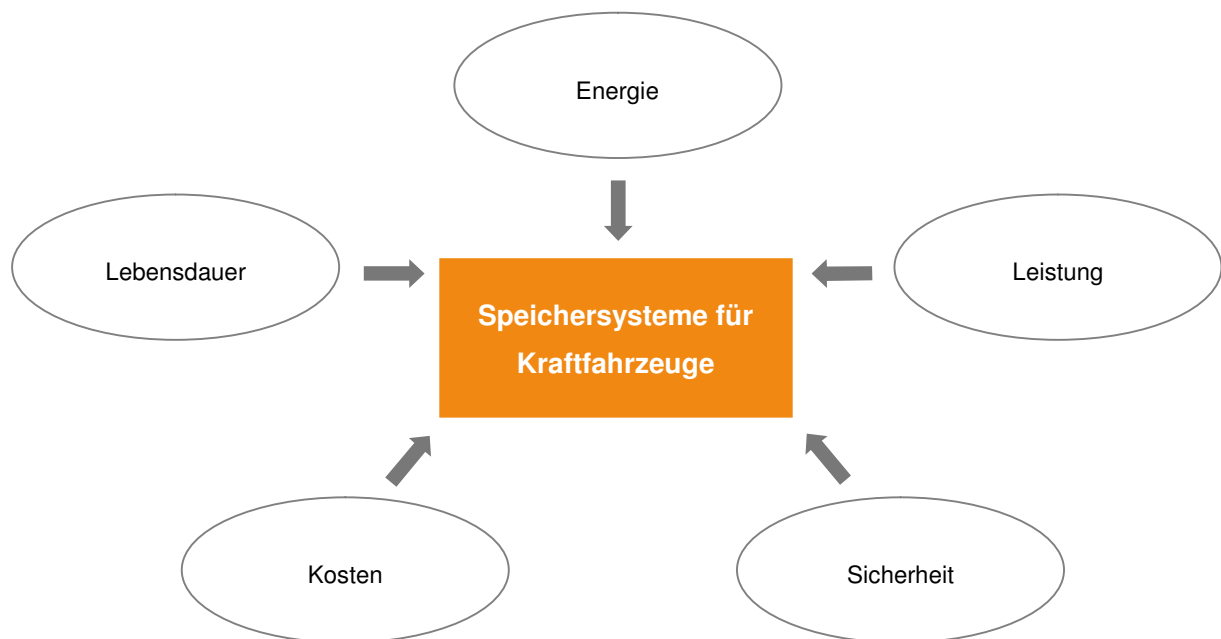 Energie
Lebensdauer
Leistung
Speichersysteme für
Kraftfahrzeuge
Kosten
Sicherheit